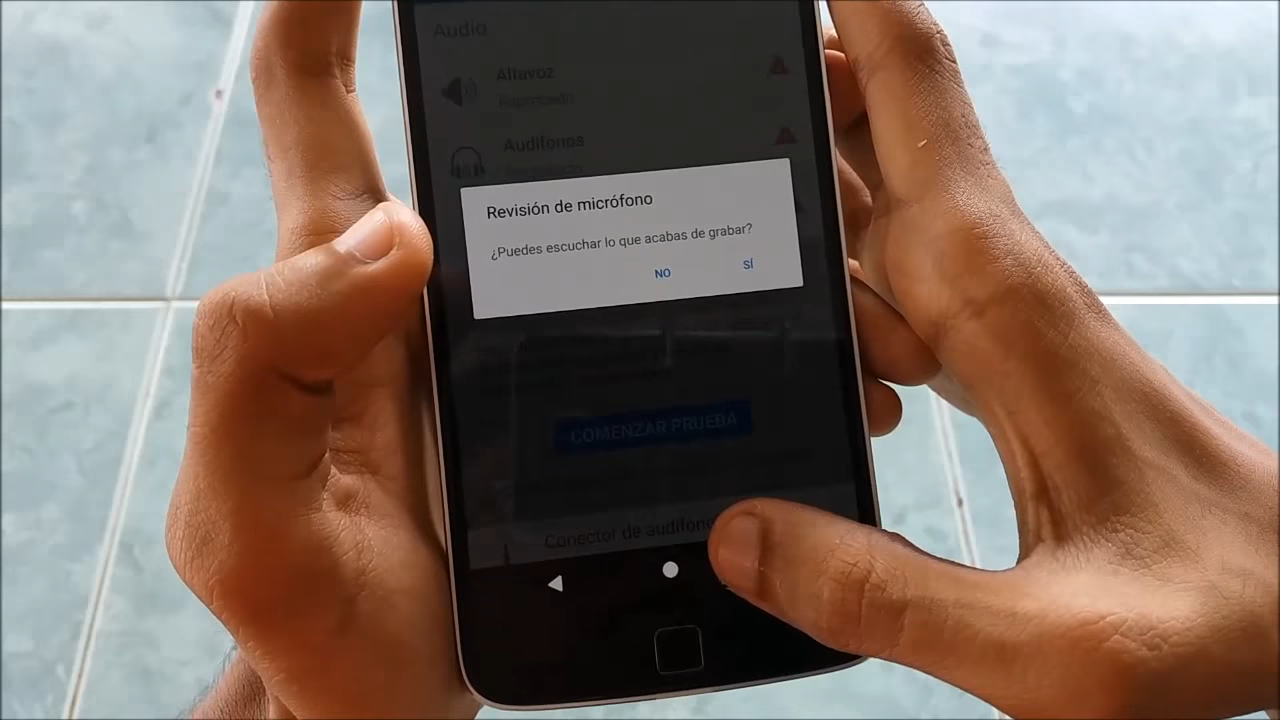 Audio
Altavoz
Audífonos
Revisión de micrófono
¿Puedes escuchar lo que acabas de grabar?
NO
SÍ
COMENZAR PRUEBA
Conector de audífono